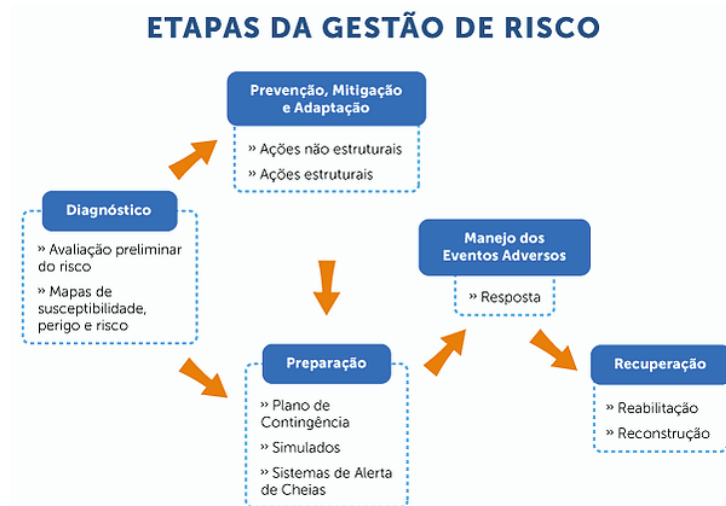 ETAPAS DA GESTÃO DE RISCO
Prevenção, Mitigação
e Adaptação
›› Ações não estruturais
›› Ações estruturais
Diagnóstico
›› Avaliação preliminar
do risco
›› Mapas de
susceptibilidade,
perigo e risco
Preparação
›› Plano de
Contingência
›› Simulados
›› Sistemas de Alerta
de Cheias
Manejo dos
Eventos Adversos
›› Resposta
Recuperação
›› Reabilitação
›› Reconstrução